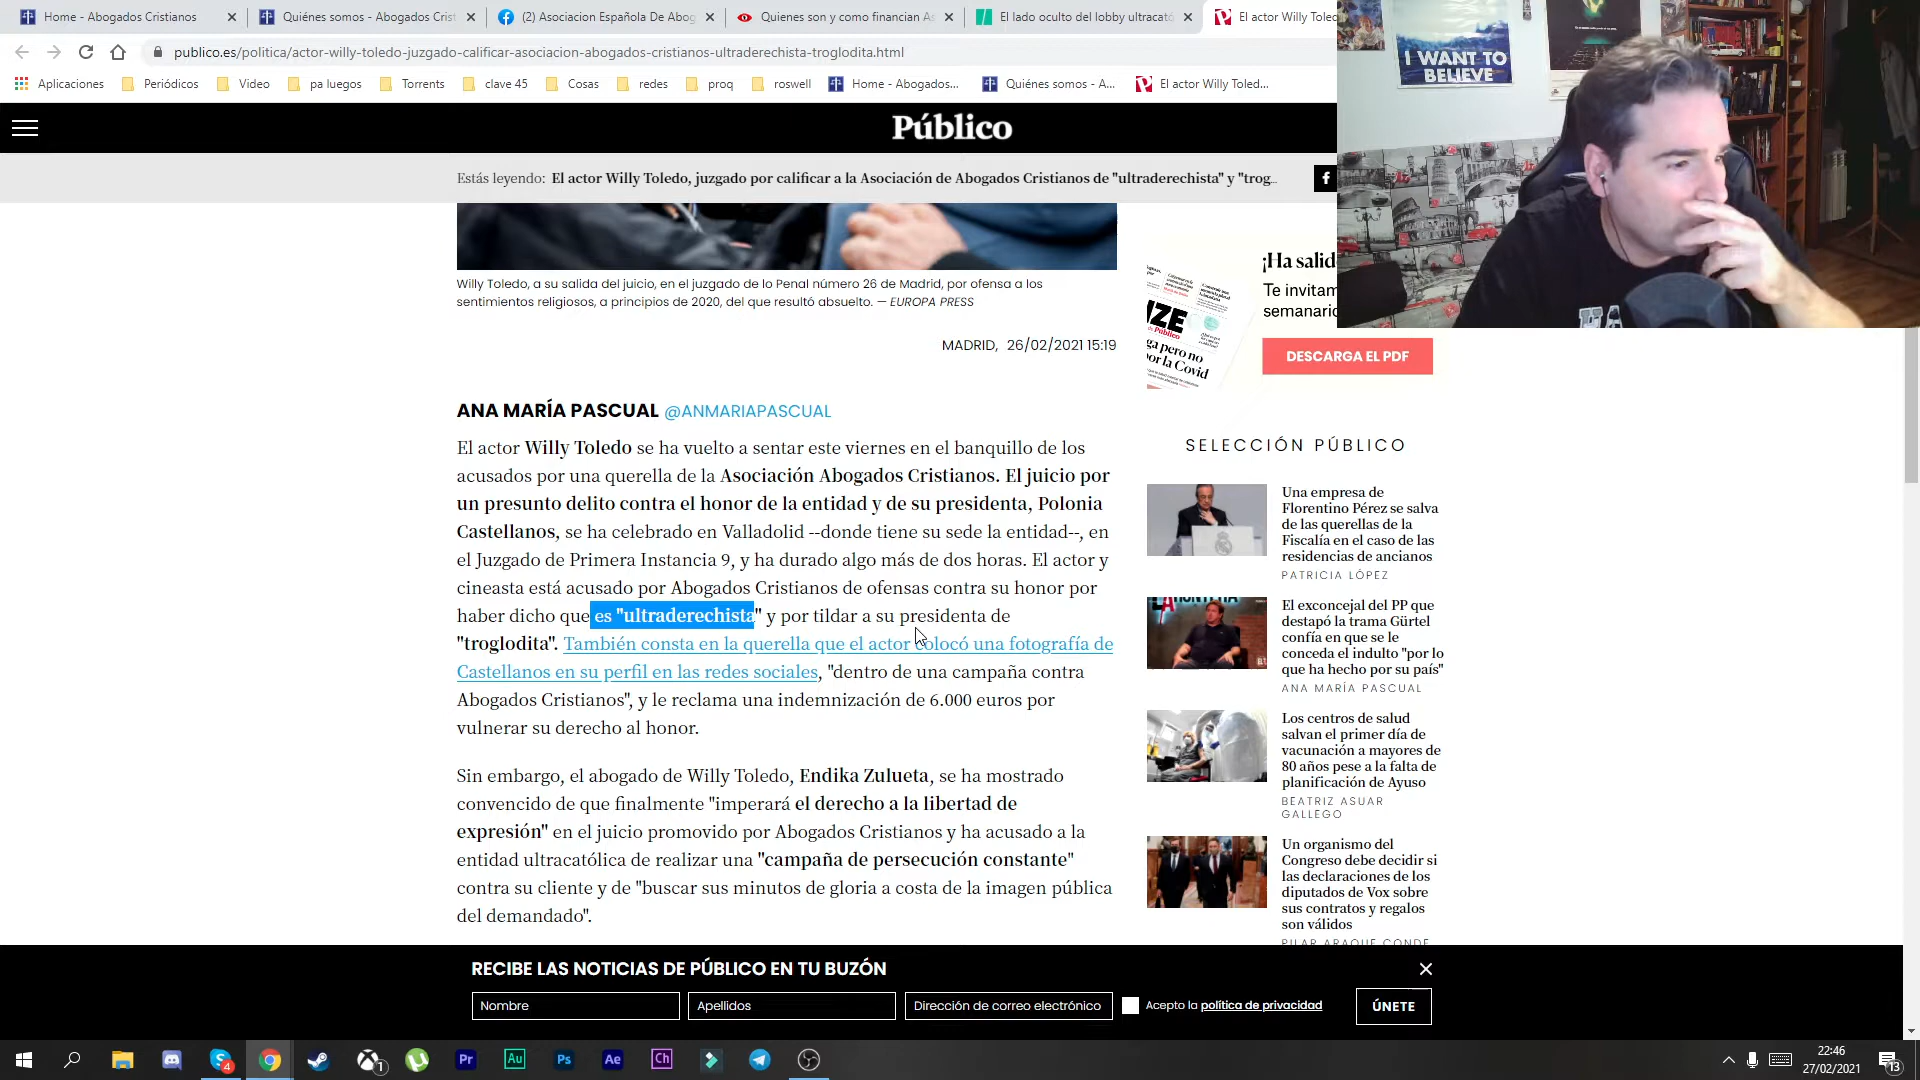 Home - Abogados Cristianos
Quiénes somos - Abogados Crist
(2) Asociacion Española De Abog
Quienes son y como financian As
El lado oculto del lobby ultracató
El actor Willy Toledo
publico.es/politica/actor-willy-toledo-juzgado-calificar-asociacion-abogados-cristianos-ultraderechista-troglodita.html
Aplicaciones
Periódicos
Video
pa luegos
Torrents
clave 45
Cosas
redes
proq
roswell
Home - Abogados...
Quiénes somos - A...
El actor Willy Toled...
I WANT TO
BELIEVE
Público
Estás leyendo: El actor Willy Toledo, juzgado por calificar a la Asociación de Abogados Cristianos de "ultraderechista" y "trog...
Willy Toledo, a su salida del juicio, en el juzgado de lo Penal número 26 de Madrid, por ofensa a los
sentimientos religiosos, a principios de 2020, del que resultó absuelto. — EUROPA PRESS
MADRID, 26/02/2021 15:19
ANA MARÍA PASCUAL @ANMARIAPASCUAL
El actor Willy Toledo se ha vuelto a sentar este viernes en el banquillo de los
acusados por una querella de la Asociación Abogados Cristianos. El juicio por
un presunto delito contra el honor de la entidad y de su presidenta, Polonia
Castellanos, se ha celebrado en Valladolid --donde tiene su sede la entidad--, en
el Juzgado de Primera Instancia 9, y ha durado algo más de dos horas. El actor y
cineasta está acusado por Abogados Cristianos de ofensas contra su honor por
haber dicho que es "ultraderechista" y por tildar a su presidenta de
"troglodita". También consta en la querella que el actor colocó una fotografía de
Castellanos en su perfil en las redes sociales, "dentro de una campaña contra
Abogados Cristianos", y le reclama una indemnización de 6.000 euros por
vulnerar su derecho al honor.
Sin embargo, el abogado de Willy Toledo, Endika Zulueta, se ha mostrado
convencido de que finalmente "imperará el derecho a la libertad de
expresión" en el juicio promovido por Abogados Cristianos y ha acusado a la
entidad ultracatólica de realizar una "campaña de persecución constante"
contra su cliente y de "buscar sus minutos de gloria a costa de la imagen pública
del demandado".
¡Ha salid
Te invitam
semanario
DESCARGA EL PDF
SELECCIÓN PÚBLICO
Una empresa de
Florentino Pérez se salva
de las querellas de la
Fiscalía en el caso de las
residencias de ancianos
PATRICIA LÓPEZ
El exconcejal del PP que
destapó la trama Gürtel
confía en que se le
conceda el indulto "por lo
que ha hecho por su país"
ANA MARÍA PASCUAL
Los centros de salud
salvan el primer día de
vacunación a mayores de
80 años pese a la falta de
planificación de Ayuso
BEATRIZ ASUAR
GALLEGO
Un organismo del
Congreso debe decidir si
las declaraciones de los
diputados de Vox sobre
sus contratos y regalos
son válidos
PILAR ARAQUE CONDE
RECIBE LAS NOTICIAS DE PÚBLICO EN TU BUZÓN
Nombre
Apellidos
Dirección de correo electrónico
Acepto la política de privacidad
ÚNETE
22:46
27/02/2021
13